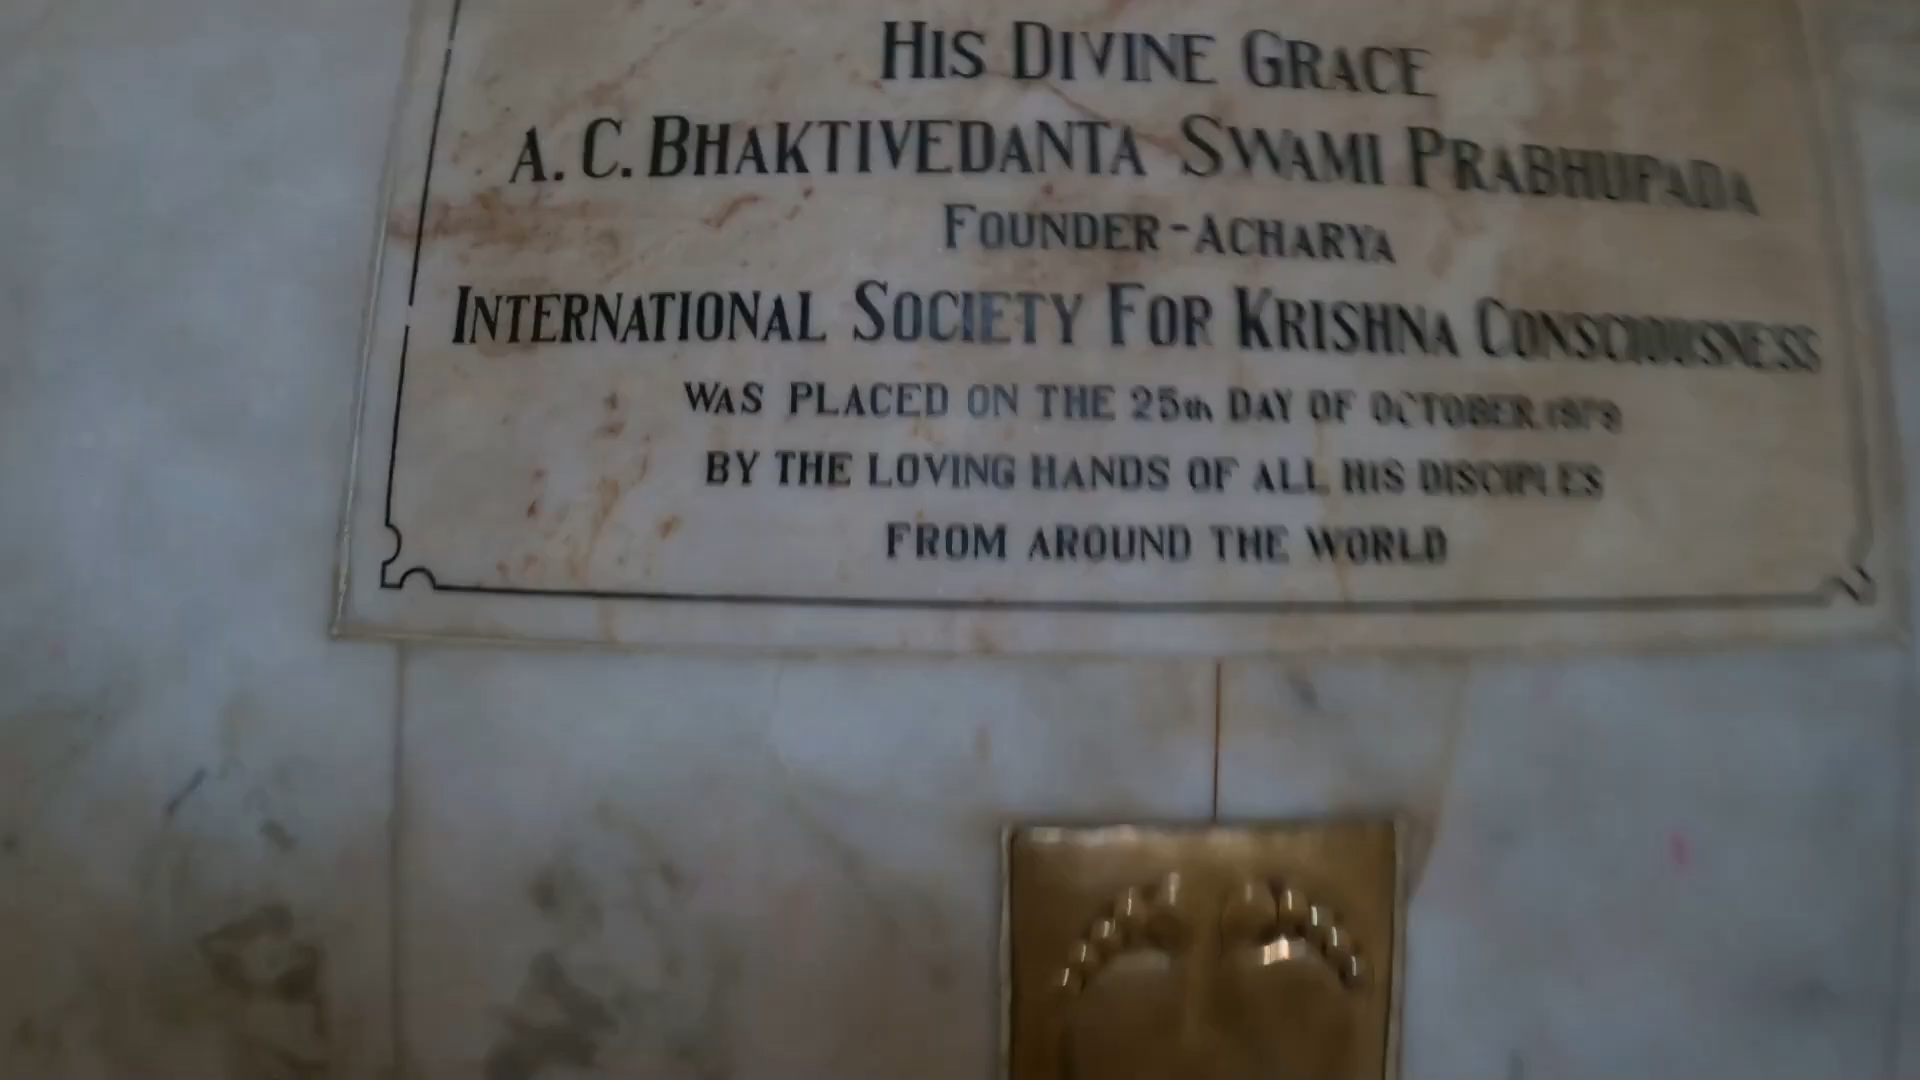 HIS DIVINE GRACE
A. C. BHAKTIVEDANTA SWAMI PRABHUPADA
FOUNDER-ACHARYA
INTERNATIONAL SOCIETY FOR KRISHNA CONSCIOUSNESS
WAS PLACED ON THE 25th DAY OF OCTOBER,
BY THE LOVING HANDS OF ALL HIS DISCIPLES
FROM AROUND THE WORLD